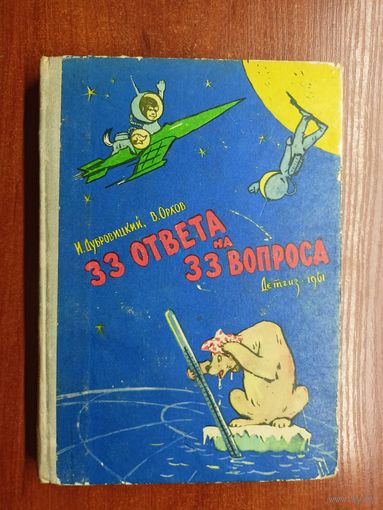 И. Дубровицкий, В. Орлов
33 ОТВЕТА
на
33 ВОПРОСА
Детгиз 1961